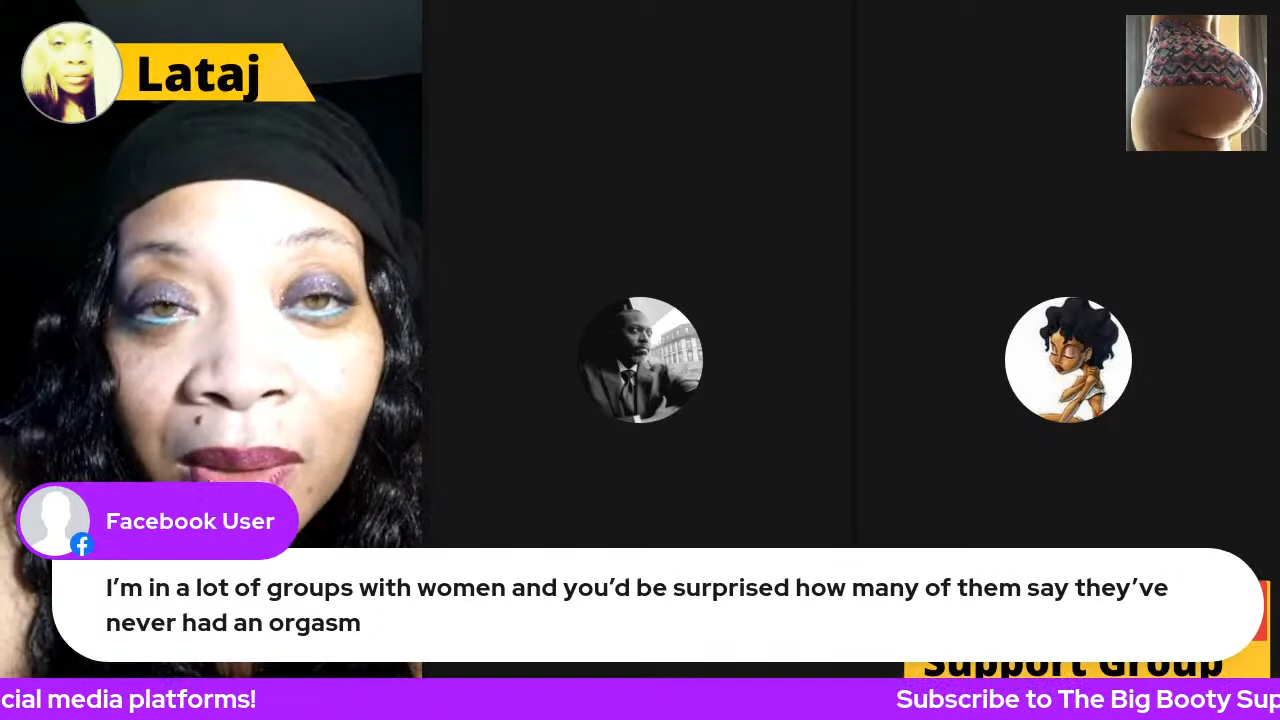 Lataj
Facebook User
I’m in a lot of groups with women and you’d be surprised how many of them say they’ve
never had an orgasm
Support Group
cial media platforms! Subscribe to The Big Booty Sup